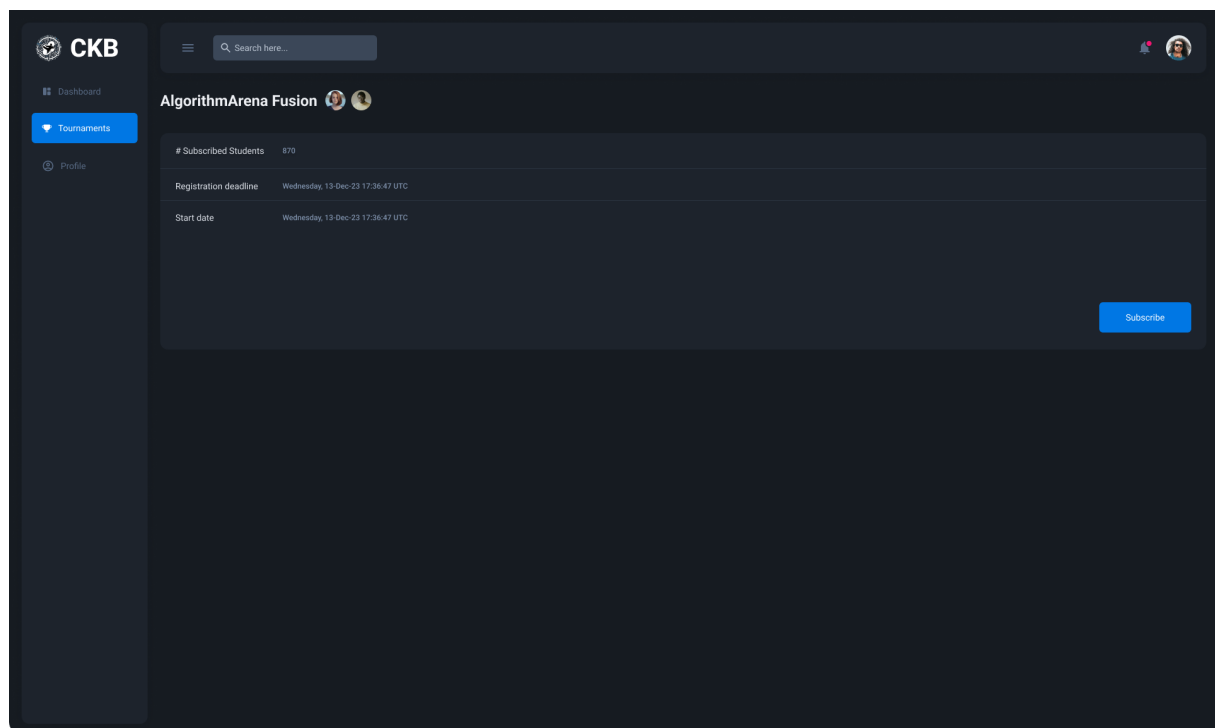 CKB
Search here...
Dashboard
Tournaments
Profile
AlgorithmArena Fusion
# Subscribed Students 870
Registration deadline Wednesday, 13-Dec-23 17:36:47 UTC
Start date Wednesday, 13-Dec-23 17:36:47 UTC
Subscribe